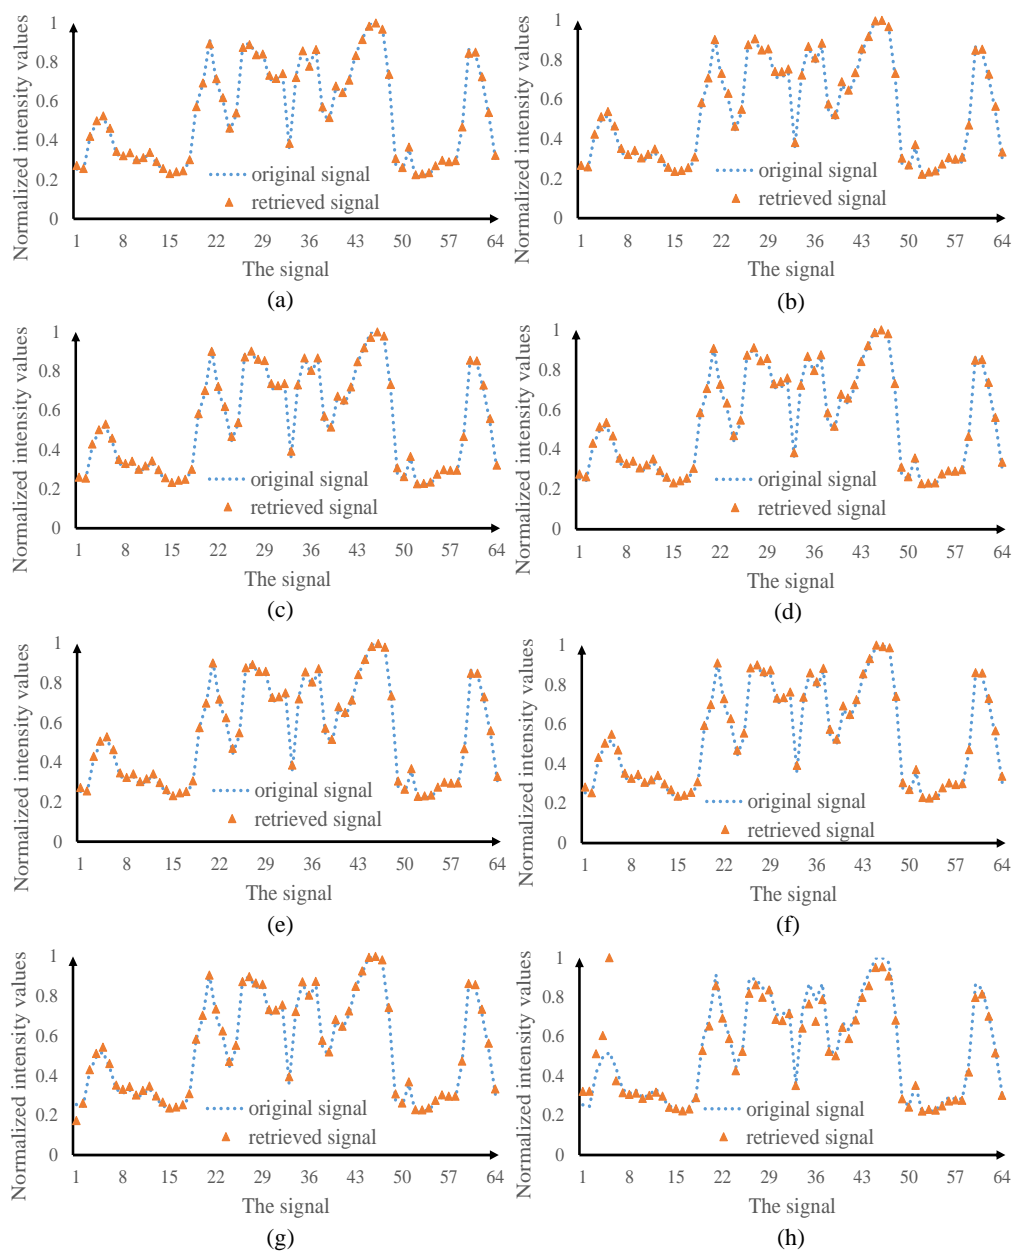 Normalized intensity values
1
0.8
0.6
0.4
0.2
0
original signal
retrieved signal
1 8 15 22 29 36 43 50 57 64
The signal
(a)
Normalized intensity values
1
0.8
0.6
0.4
0.2
0
original signal
retrieved signal
1 8 15 22 29 36 43 50 57 64
The signal
(b)
Normalized intensity values
1
0.8
0.6
0.4
0.2
0
original signal
retrieved signal
1 8 15 22 29 36 43 50 57 64
The signal
(c)
Normalized intensity values
1
0.8
0.6
0.4
0.2
0
original signal
retrieved signal
1 8 15 22 29 36 43 50 57 64
The signal
(d)
Normalized intensity values
1
0.8
0.6
0.4
0.2
0
original signal
retrieved signal
1 8 15 22 29 36 43 50 57 64
The signal
(e)
Normalized intensity values
1
0.8
0.6
0.4
0.2
0
original signal
retrieved signal
1 8 15 22 29 36 43 50 57 64
The signal
(f)
Normalized intensity values
1
0.8
0.6
0.4
0.2
0
original signal
retrieved signal
1 8 15 22 29 36 43 50 57 64
The signal
(g)
Normalized intensity values
1
0.8
0.6
0.4
0.2
0
original signal
retrieved signal
1 8 15 22 29 36 43 50 57 64
The signal
(h)